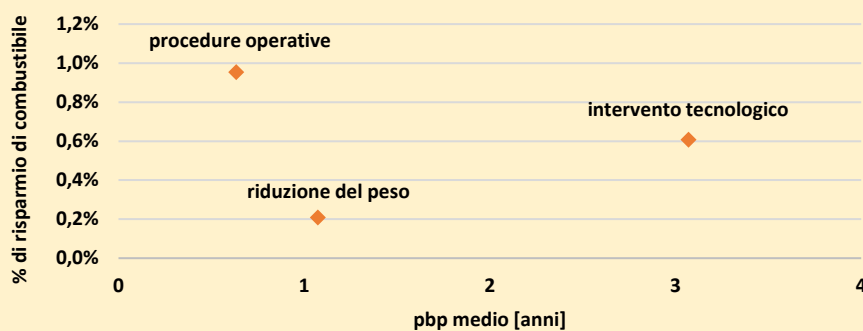 % di risparmio di combustibile
1,2%
1,0%
0,8%
0,6%
0,4%
0,2%
0,0%
procedure operative
intervento tecnologico
riduzione del peso
0 1 2 3 4
pbp medio [anni]